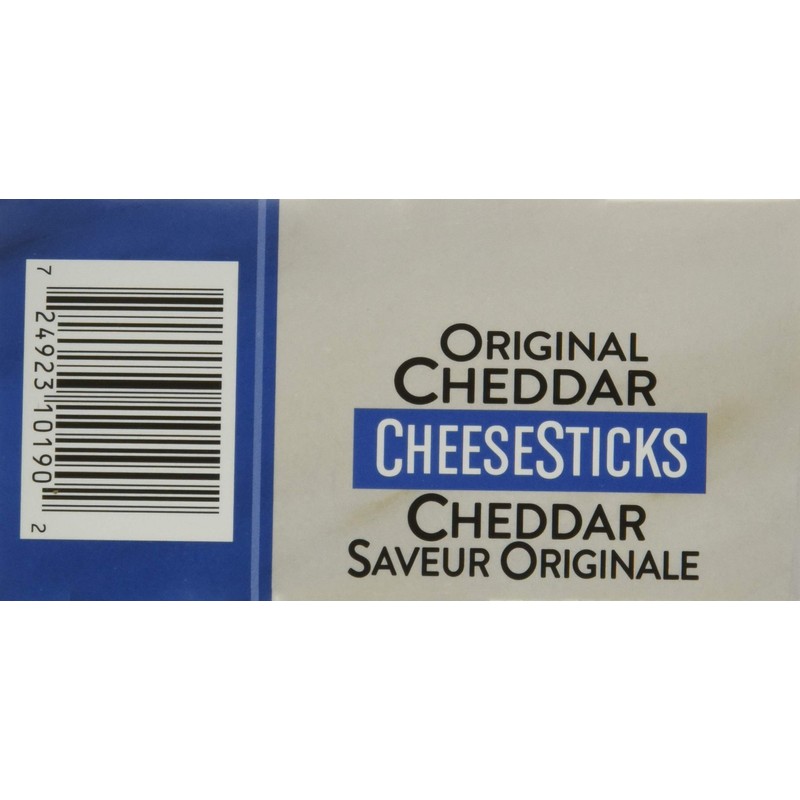 7 24923 10190 2
ORIGINAL
CHEDDAR
CHEESESTICKS
CHEDDAR
SAVEUR ORIGINALE